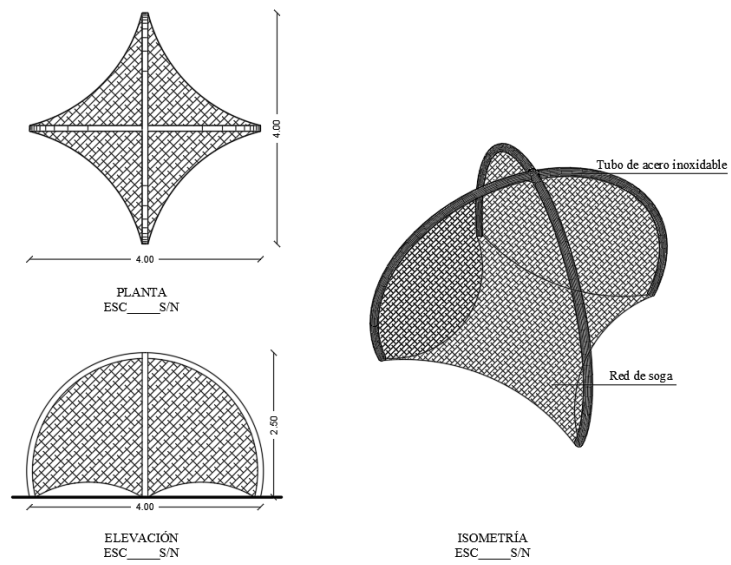 4.00
4.00
PLANTA
ESC_____S/N
2.50
4.00
ELEVACIÓN
ESC_____S/N
Tubo de acero inoxidable
Red de soga
ISOMETRÍA
ESC_____S/N